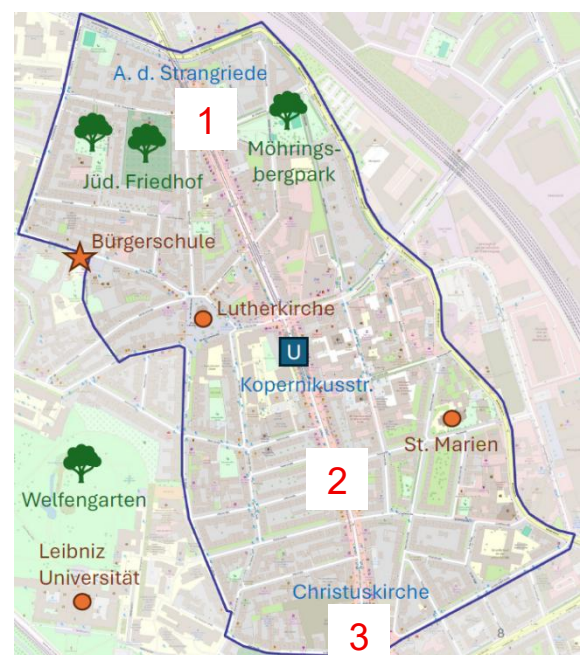 A. d. Strangriede
1
Möhrings-
bergpark
Jüd. Friedhof
Bürgerschule
Lutherkirche
U
Kopernikusstr.
St. Marien
2
Welfengarten
Leibniz
Universität
Christuskirche
3
8